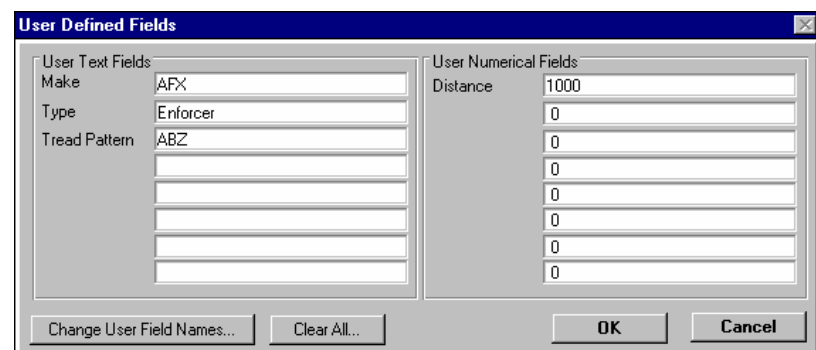 User Defined Fields
User Text Fields
Make AFX
Type Enforcer
Tread Pattern ABZ
User Numerical Fields
Distance 1000
0
0
0
0
0
0
0
Change User Field Names... Clear All... OK Cancel